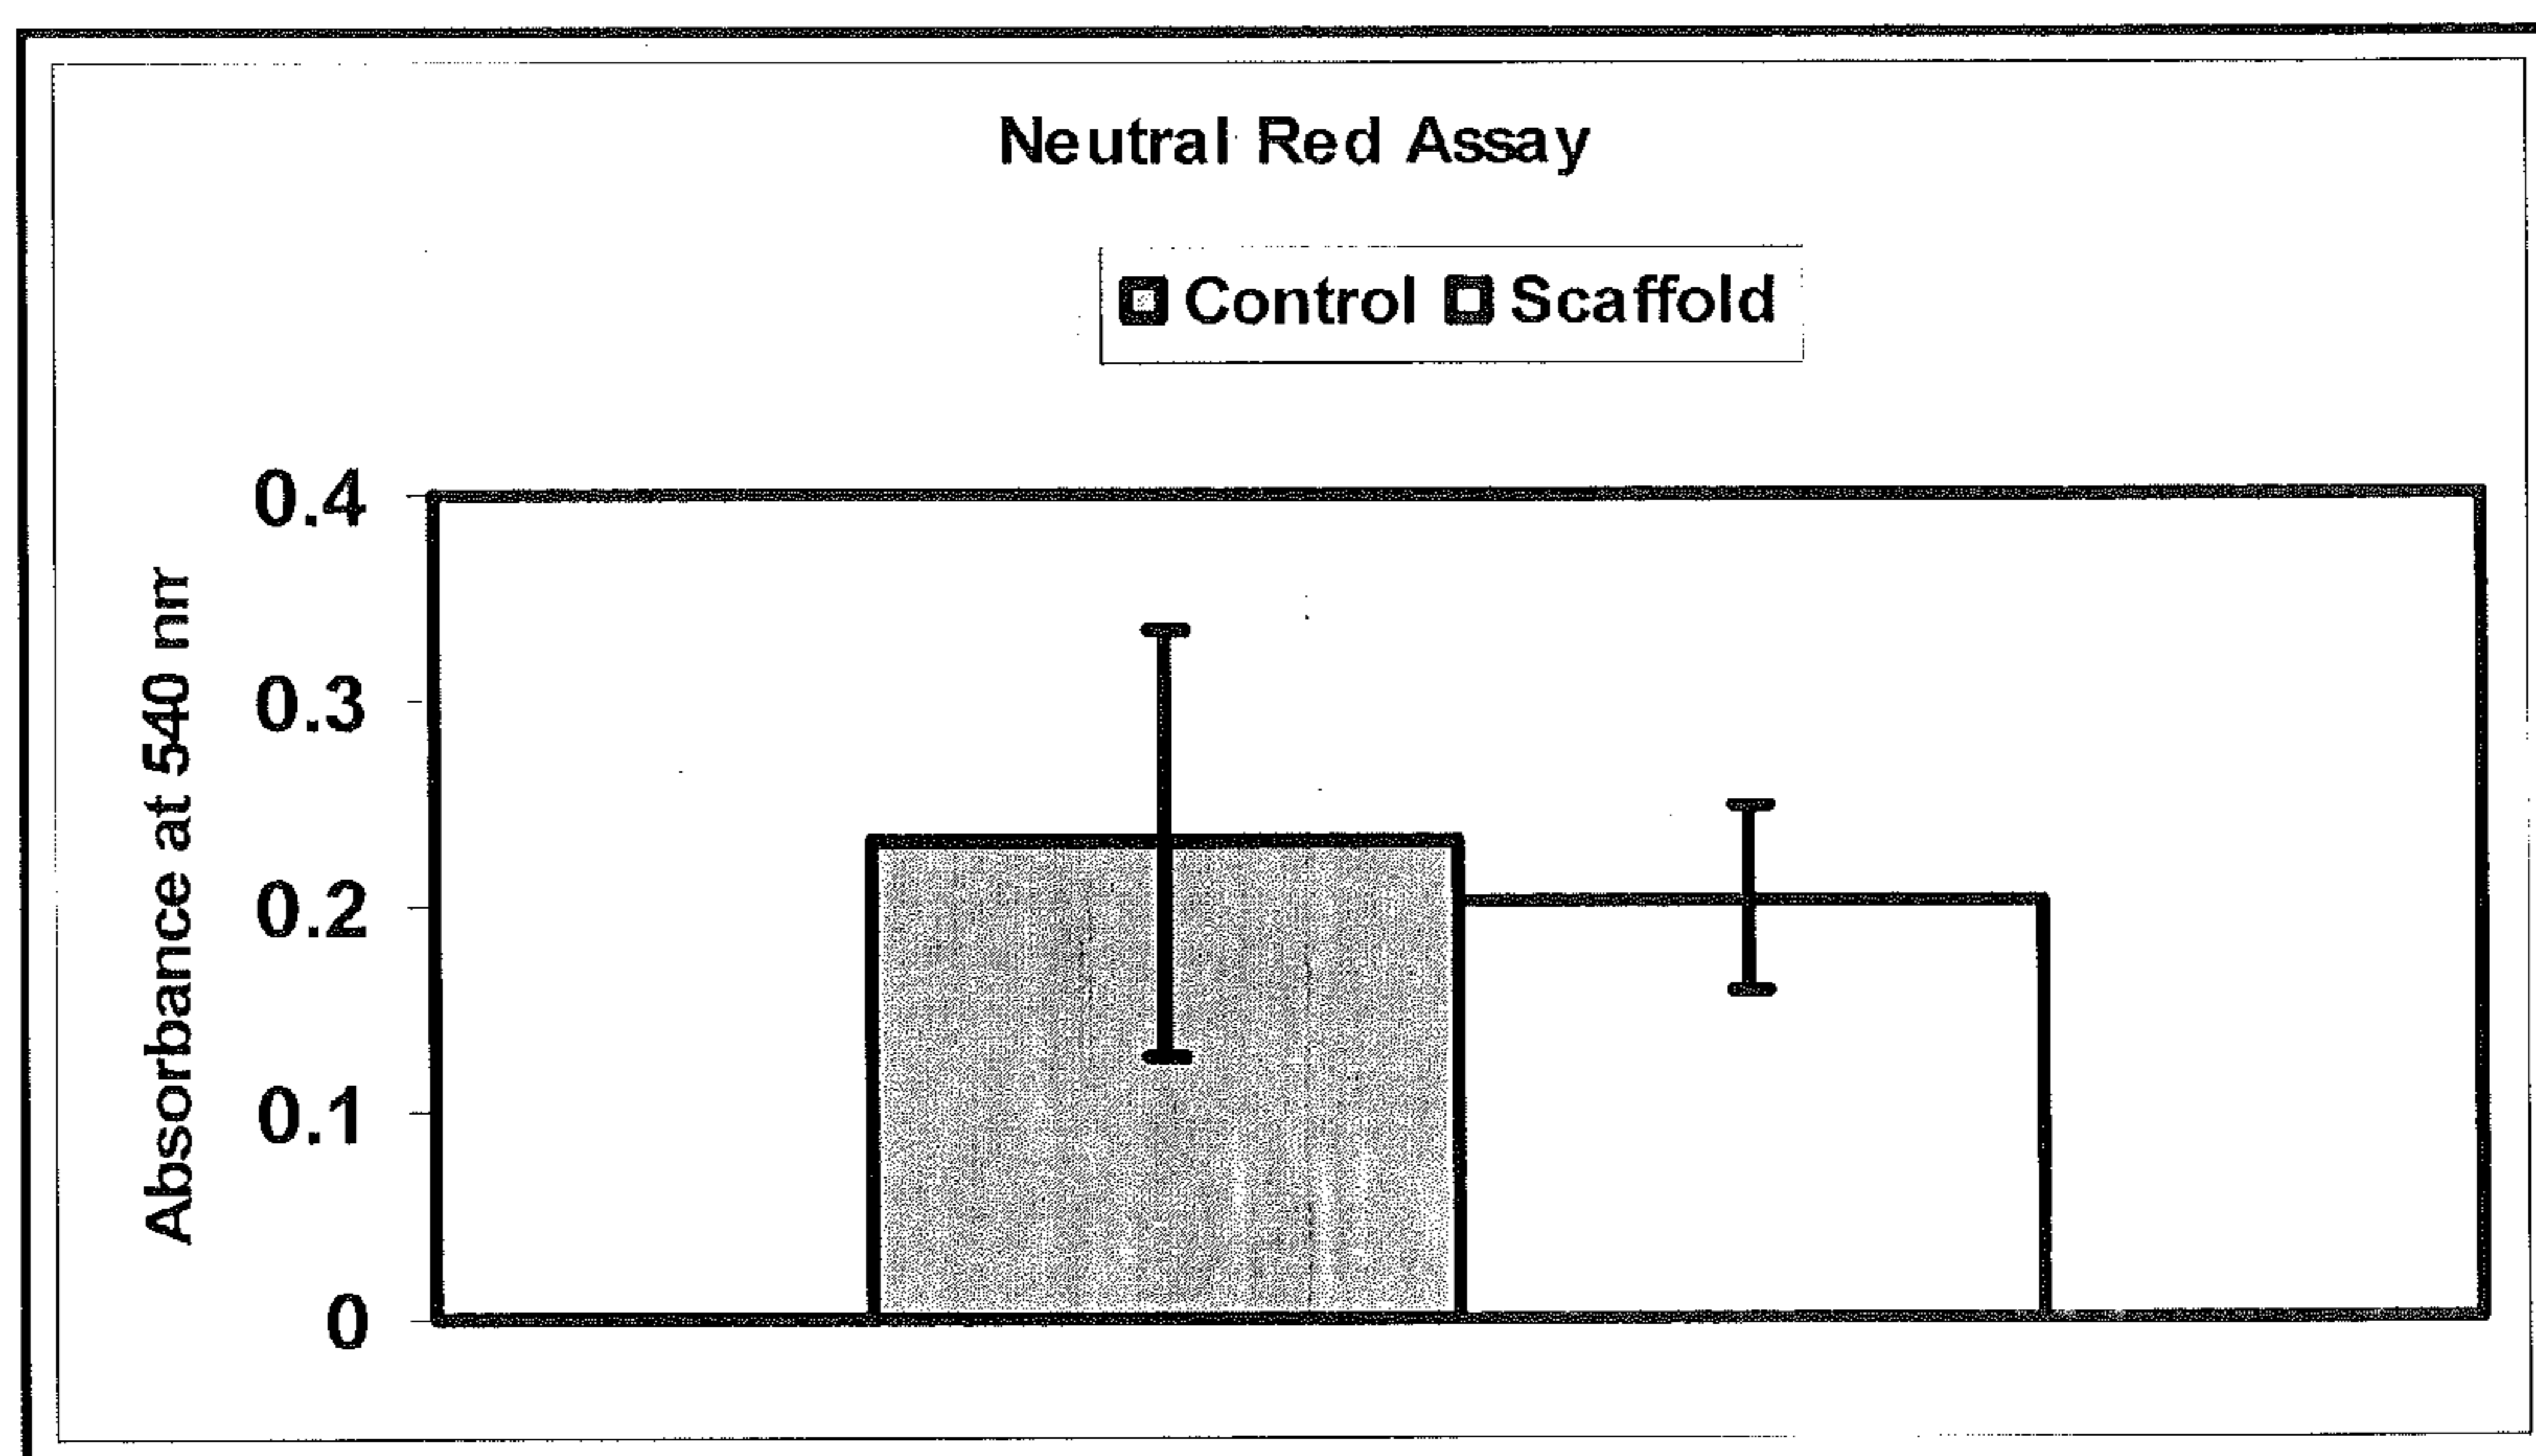 Neutral Red Assay
Control Scaffold
0.4
0.3
0.2
0.1
0
Absorbance at 540 nm